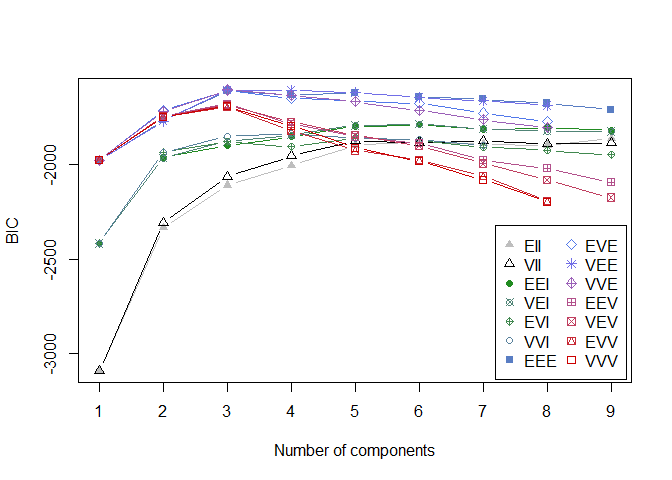 BIC
-2000
-2500
-3000
1 2 3 4 5 6 7 8 9
Number of components
EII EVE
VII VEE
EEI VVE
VEI EEV
EVI VEV
VVI EVV
EEE VVV